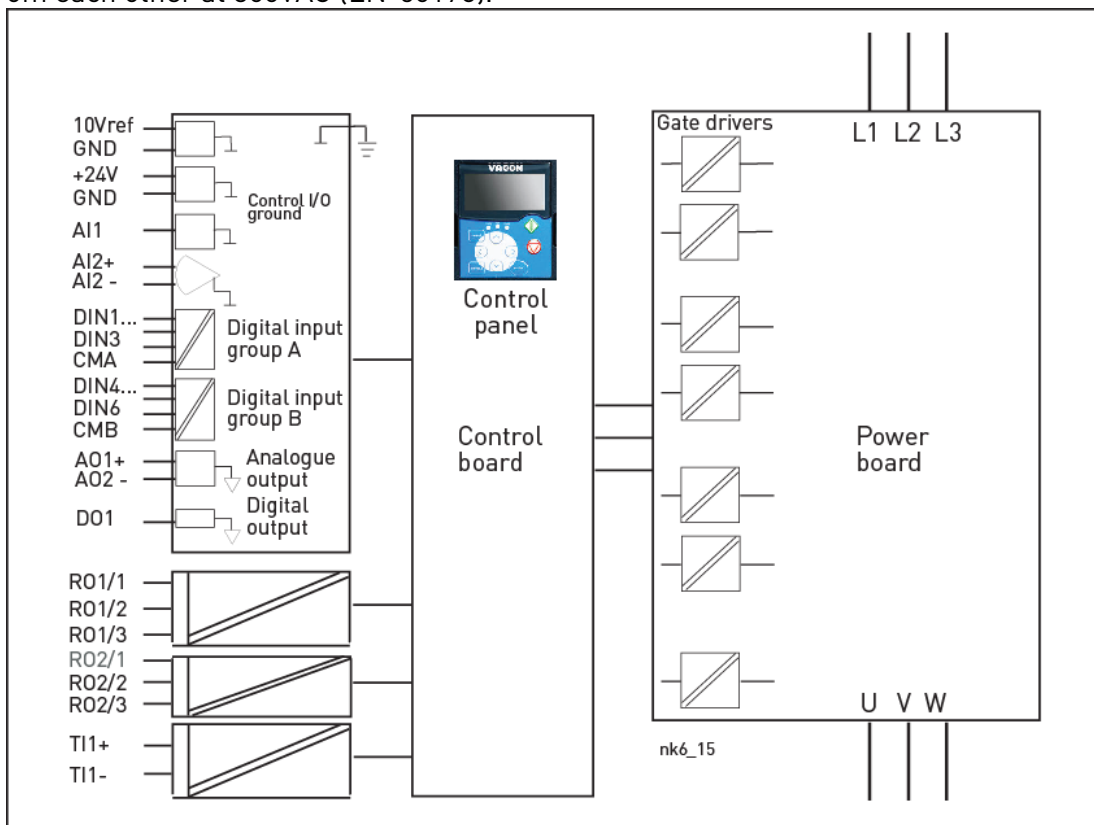 10Vref
GND
+24V
GND
Control I/O
ground
AI1
AI2+
AI2 -
DIN1...
DIN3
CMA
Digital input
group A
DIN4...
DIN6
CMB
Digital input
group B
AO1+
AO2 -
Analogue
output
DO1
Digital
output
RO1/1
RO1/2
RO1/3
RO2/1
RO2/2
RO2/3
TI1+
TI1-
VACON
Control
panel
Control
board
Gate drivers
L1 L2 L3
Power
board
U V W
nk6_15